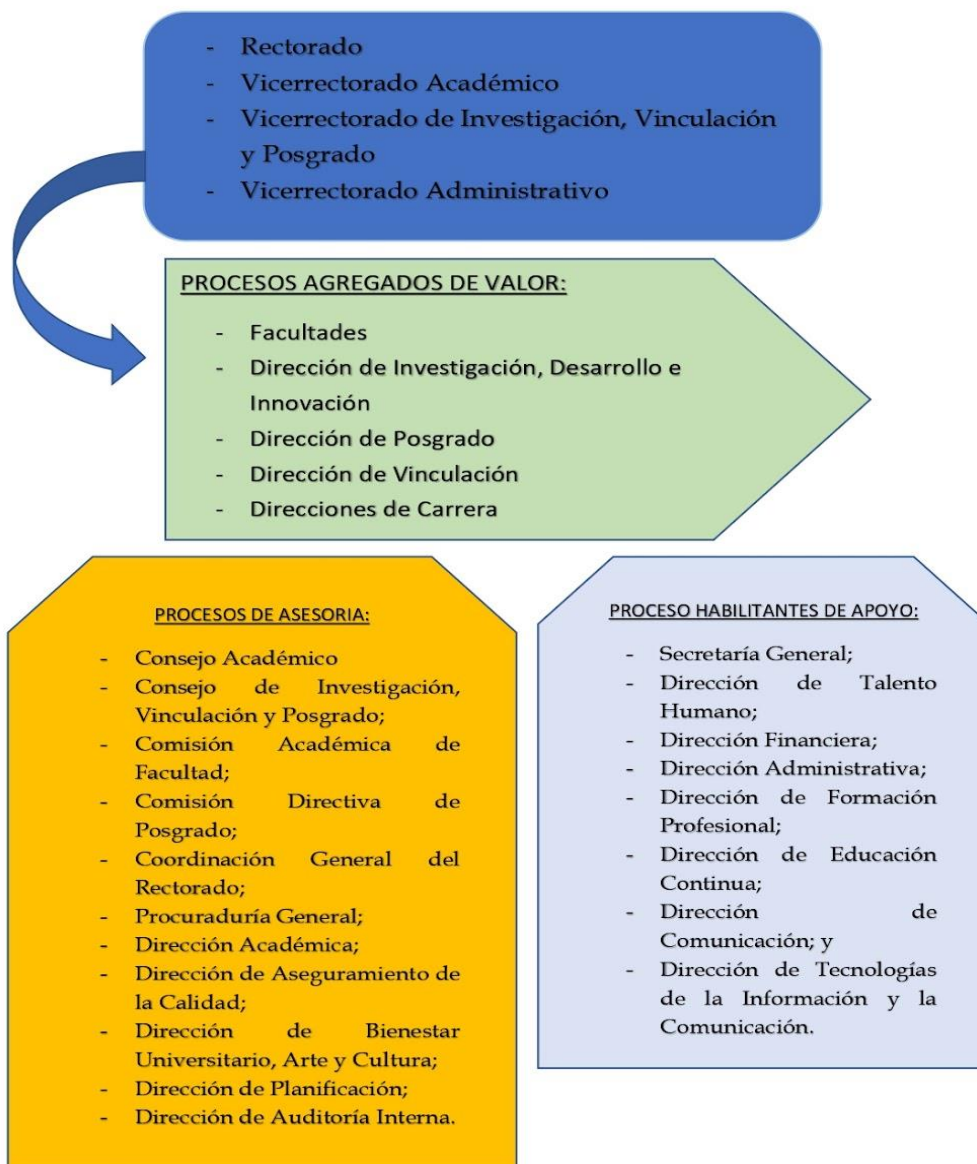 - Rectorado
- Vicerrectorado Académico
- Vicerrectorado de Investigación, Vinculación
y Posgrado
- Vicerrectorado Administrativo
PROCESOS AGREGADOS DE VALOR:
- Facultades
- Dirección de Investigación, Desarrollo e
Innovación
- Dirección de Posgrado
- Dirección de Vinculación
- Direcciones de Carrera
PROCESOS DE ASESORIA:
- Consejo Académico
- Consejo de Investigación,
Vinculación y Posgrado;
- Comisión Académica de
Facultad;
- Comisión Directiva de
Posgrado;
- Coordinación General del
Rectorado;
- Procuraduría General;
- Dirección Académica;
- Dirección de Aseguramiento de
la Calidad;
- Dirección de Bienestar
Universitario, Arte y Cultura;
- Dirección de Planificación;
- Dirección de Auditoría Interna.
PROCESO HABILITANTES DE APOYO:
- Secretaría General;
- Dirección de Talento
Humano;
- Dirección Financiera;
- Dirección Administrativa;
- Dirección de Formación
Profesional;
- Dirección de Educación
Continua;
- Dirección de
Comunicación; y
- Dirección de Tecnologías
de la Información y la
Comunicación.